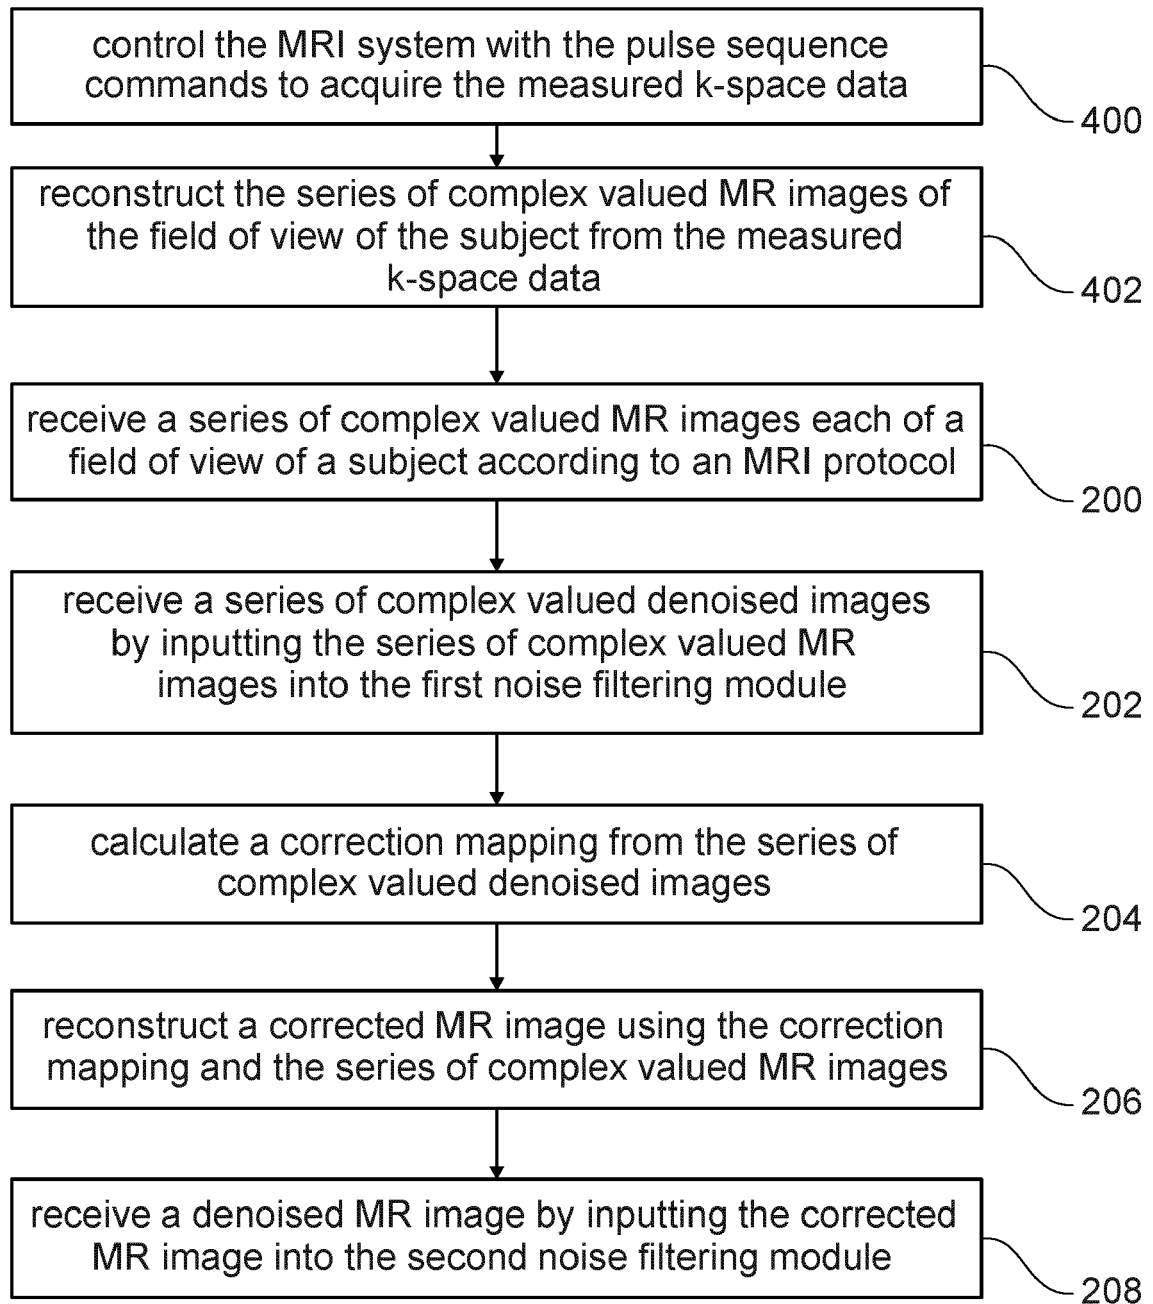 control the MRI system with the pulse sequence
commands to acquire the measured k-space data
400
reconstruct the series of complex valued MR images of
the field of view of the subject from the measured
k-space data
402
receive a series of complex valued MR images each of a
field of view of a subject according to an MRI protocol
200
receive a series of complex valued denoised images
by inputting the series of complex valued MR
images into the first noise filtering module
202
calculate a correction mapping from the series of
complex valued denoised images
204
reconstruct a corrected MR image using the correction
mapping and the series of complex valued MR images
206
receive a denoised MR image by inputting the corrected
MR image into the second noise filtering module
208